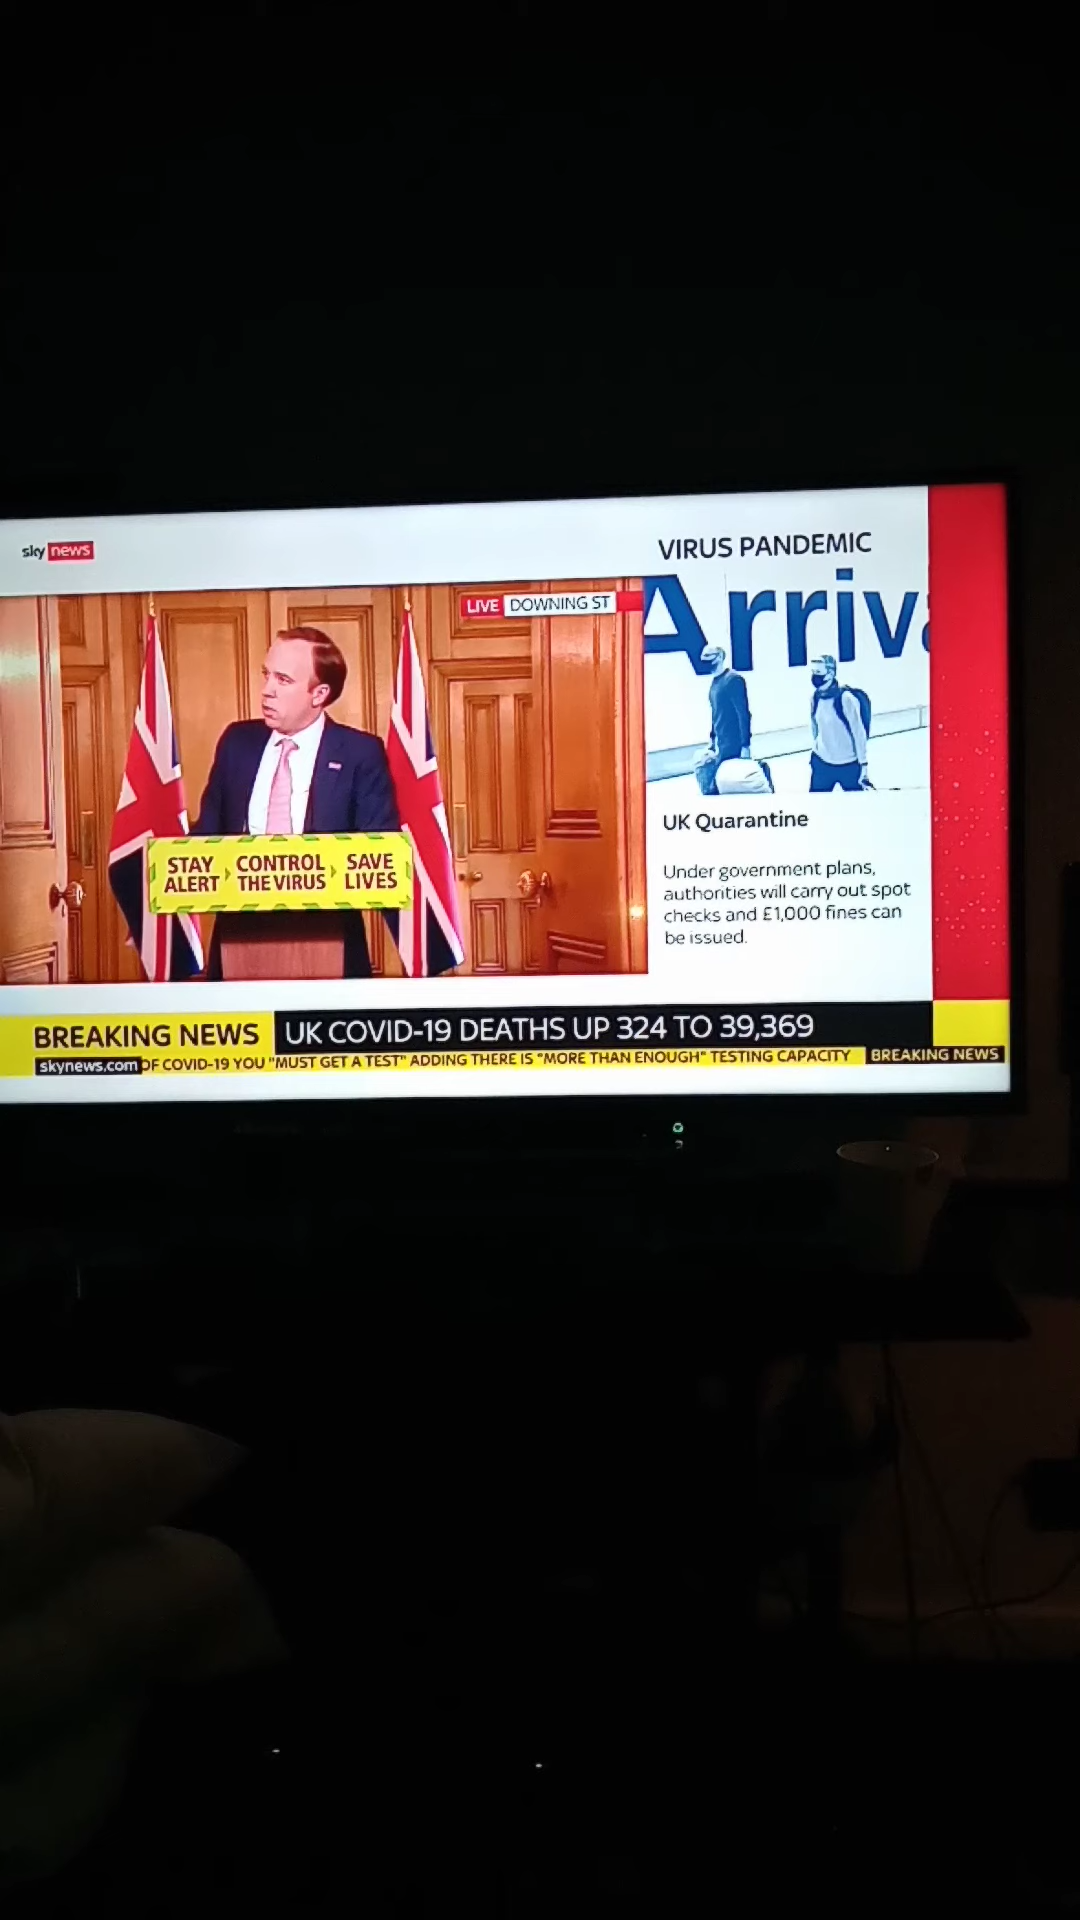 sky news
VIRUS PANDEMIC
LIVE DOWNING ST
Arriv
STAY ALERT CONTROL THE VIRUS SAVE LIVES
UK Quarantine
Under government plans,
authorities will carry out spot
checks and £1,000 fines can
be issued.
BREAKING NEWS UK COVID-19 DEATHS UP 324 TO 39,369
skynews.com OF COVID-19 YOU "MUST GET A TEST" ADDING THERE IS "MORE THAN ENOUGH" TESTING CAPACITY BREAKING NEWS